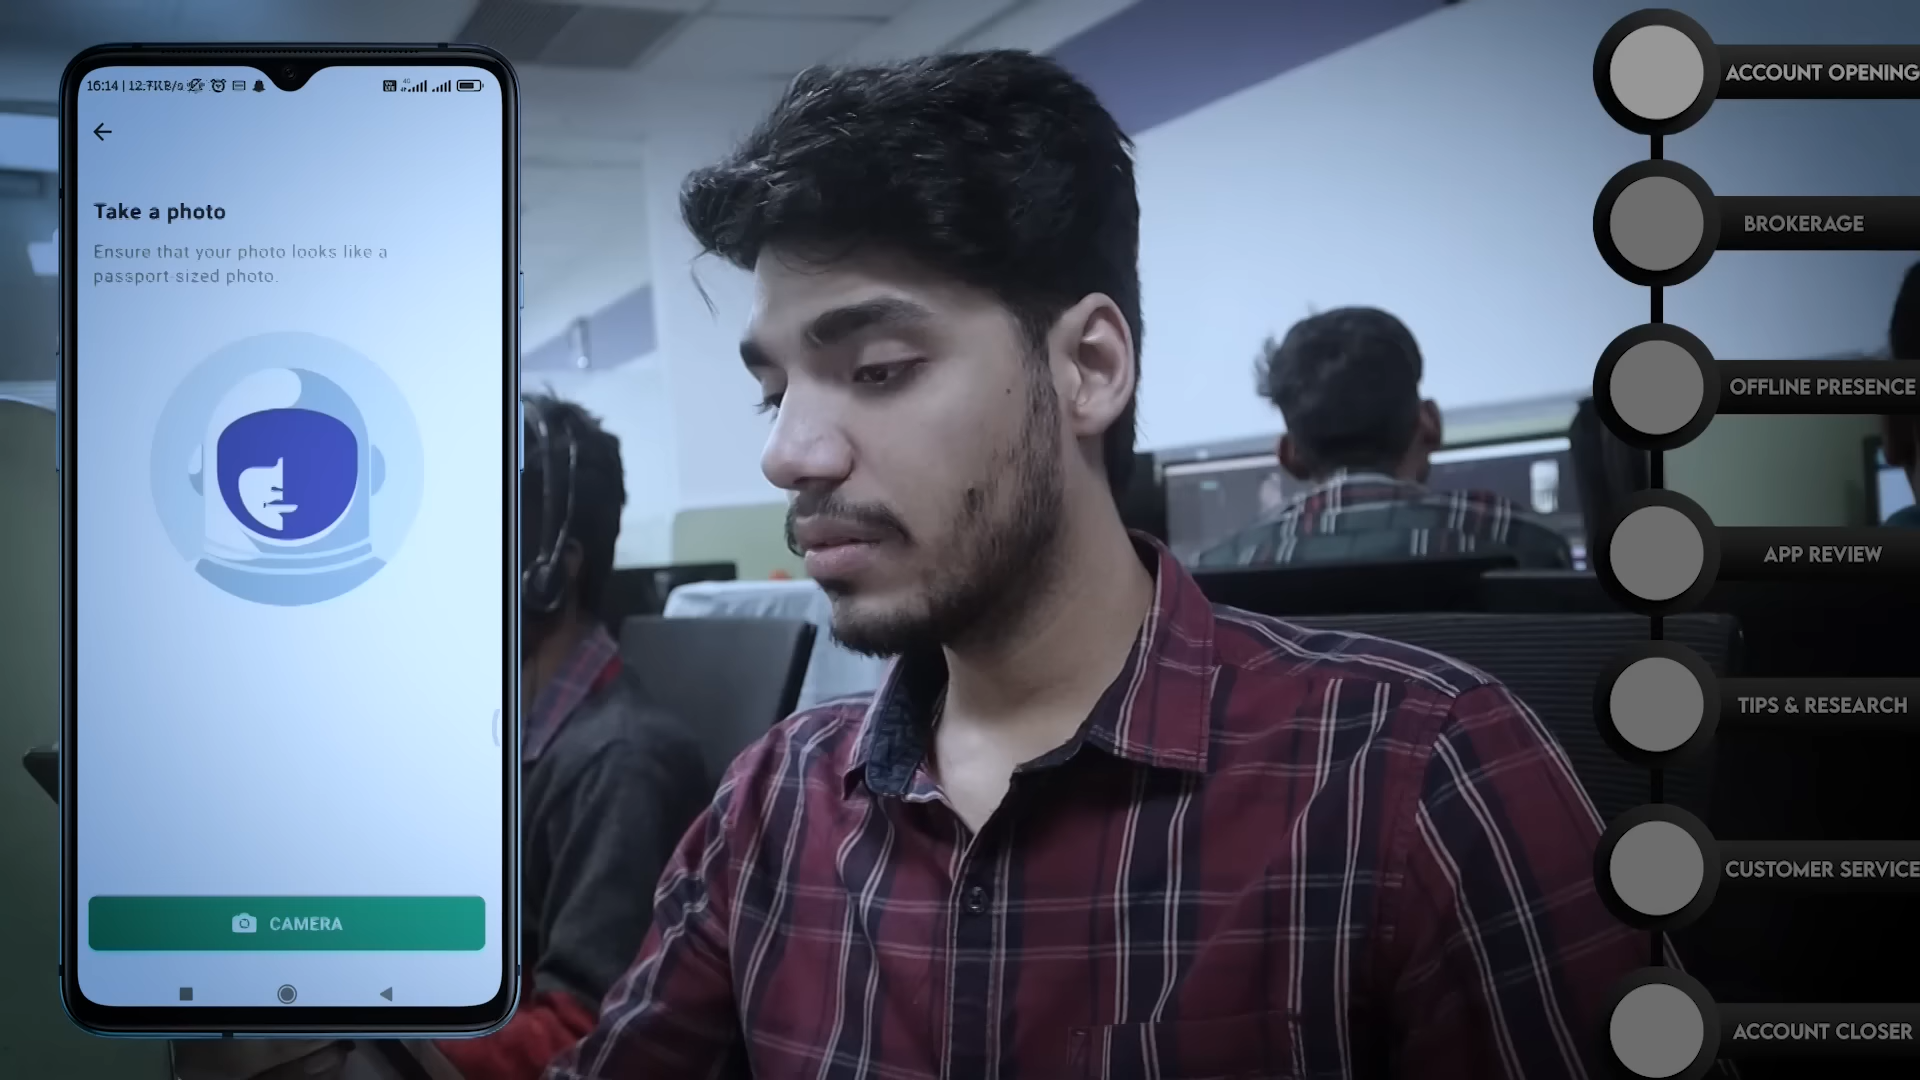 16:14 | 12.7KB/s
Take a photo
Ensure that your photo looks like a
passport-sized photo.
CAMERA
ACCOUNT OPENING
BROKERAGE
OFFLINE PRESENCE
APP REVIEW
TIPS & RESEARCH
CUSTOMER SERVICE
ACCOUNT CLOSER